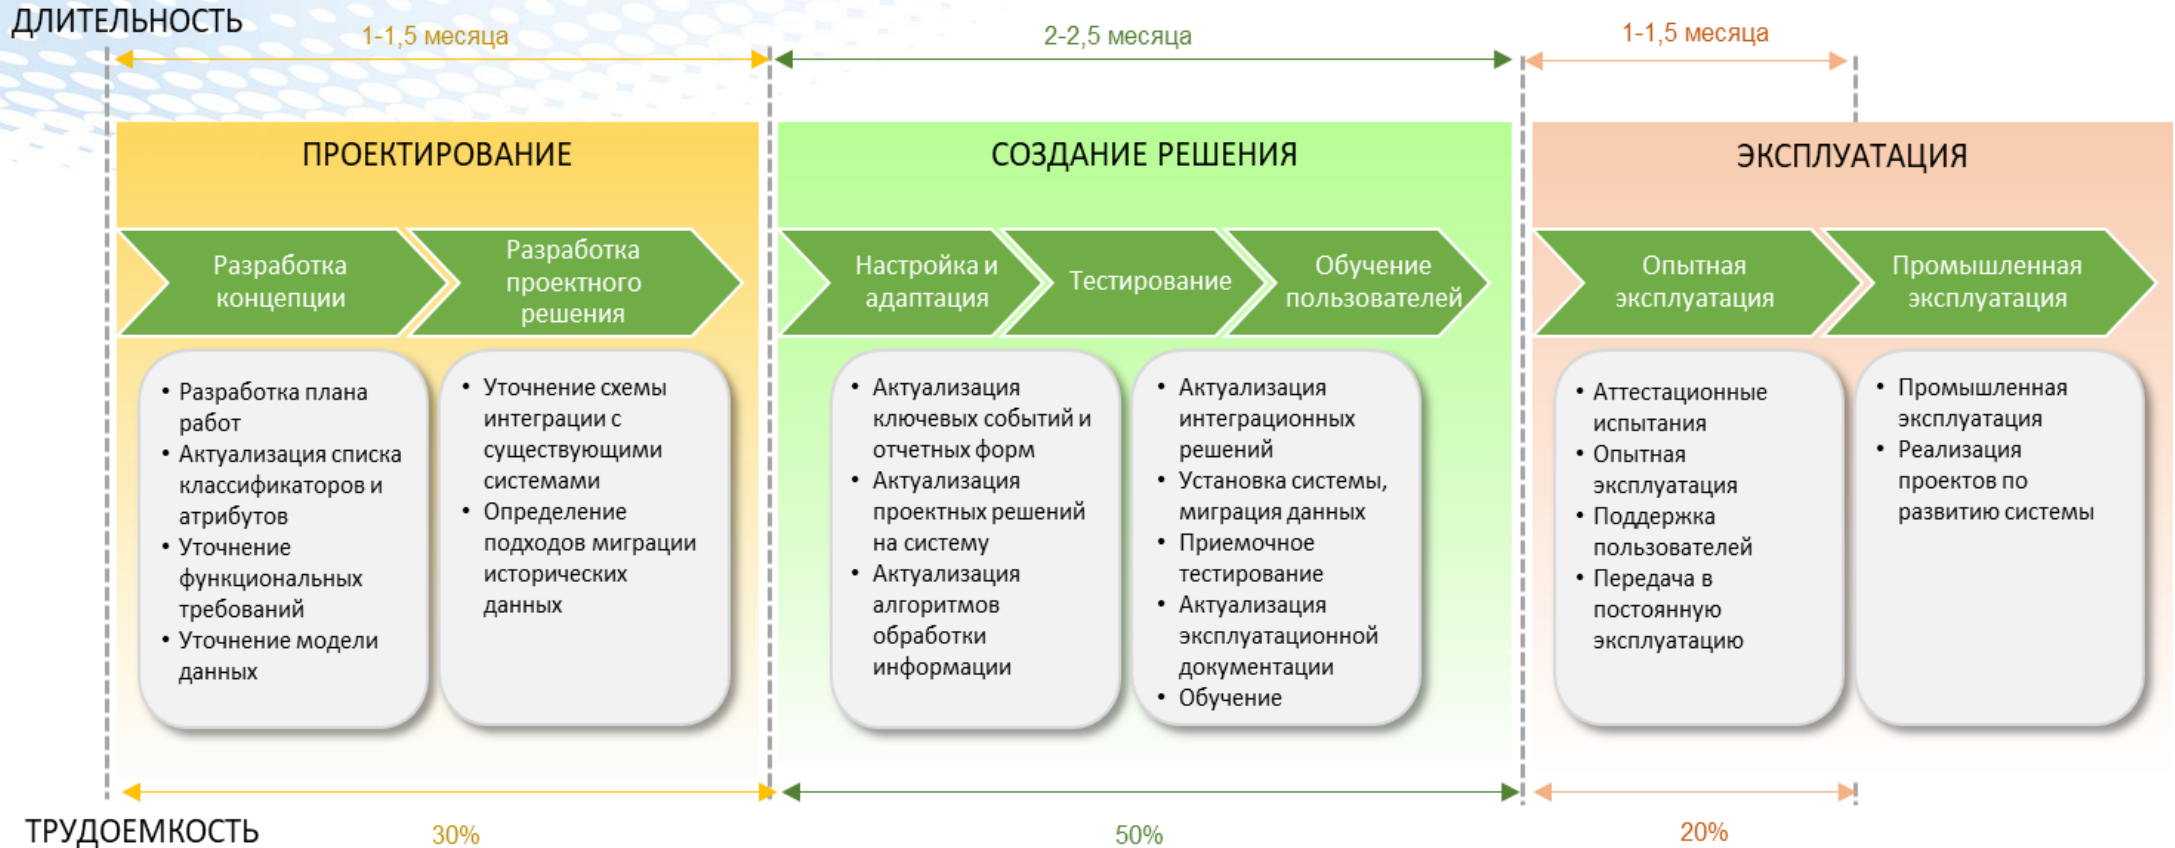 ДЛИТЕЛЬНОСТЬ
1-1,5 месяца
2-2,5 месяца
1-1,5 месяца
ПРОЕКТИРОВАНИЕ
СОЗДАНИЕ РЕШЕНИЯ
ЭКСПЛУАТАЦИЯ
Разработка
концепции
Разработка
проектного
решения
Настройка и
адаптация
Тестирование
Обучение
пользователей
Опытная
эксплуатация
Промышленная
эксплуатация
• Разработка плана
работ
• Актуализация списка
классификаторов и
атрибутов
• Уточнение
функциональных
требований
• Уточнение модели
данных
• Уточнение схемы
интеграции с
существующими
системами
• Определение
подходов миграции
исторических
данных
• Актуализация
ключевых событий и
отчетных форм
• Актуализация
проектных решений
на систему
• Актуализация
алгоритмов
обработки
информации
• Актуализация
интеграционных
решений
• Установка системы,
миграция данных
• Приемочное
тестирование
• Актуализация
эксплуатационной
документации
• Обучение
• Аттестационные
испытания
• Опытная
эксплуатация
• Поддержка
пользователей
• Передача в
постоянную
эксплуатацию
• Промышленная
эксплуатация
• Реализация
проектов по
развитию системы
ТРУДОЕМКОСТЬ
30%
50%
20%